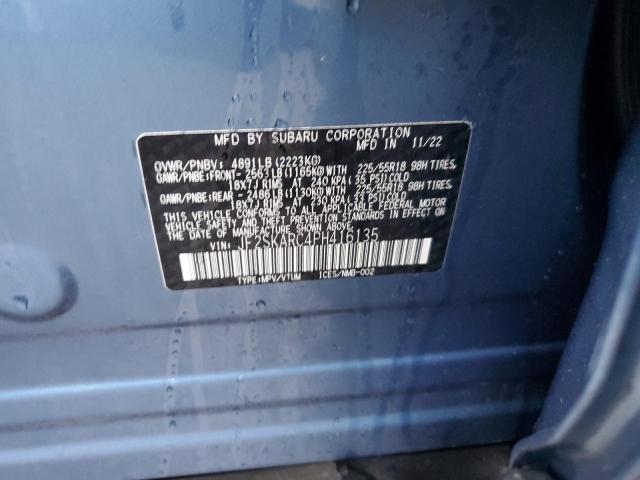 MFD BY SUBARU CORPORATION MFD IN 11/22
GVWR/PNBV: 4891LB(2223KG)
GAWR/PNBE:FRONT- 2563LB(1165KG)WITH 225/55R18 98H TIRES,
18X7J RIMS AT 240 KPA(35 PSI)COLD
GAWR/PNBE:REAR - 2486LB(1130KG)WITH 225/55R18 98H TIRES,
18X7J RIMS AT 230 KPA(33 PSI)COLD
THIS VEHICLE CONFORMS TO ALL APPLICABLE FEDERAL MOTOR
VEHICLE SAFETY AND THEFT PREVENTION STANDARDS IN EFFECT
ON THE DATE OF MANUFACTURE SHOWN ABOVE.
JF2SKARC4PH416135
TYPE:MPV/VTUM ICES/NMB-002